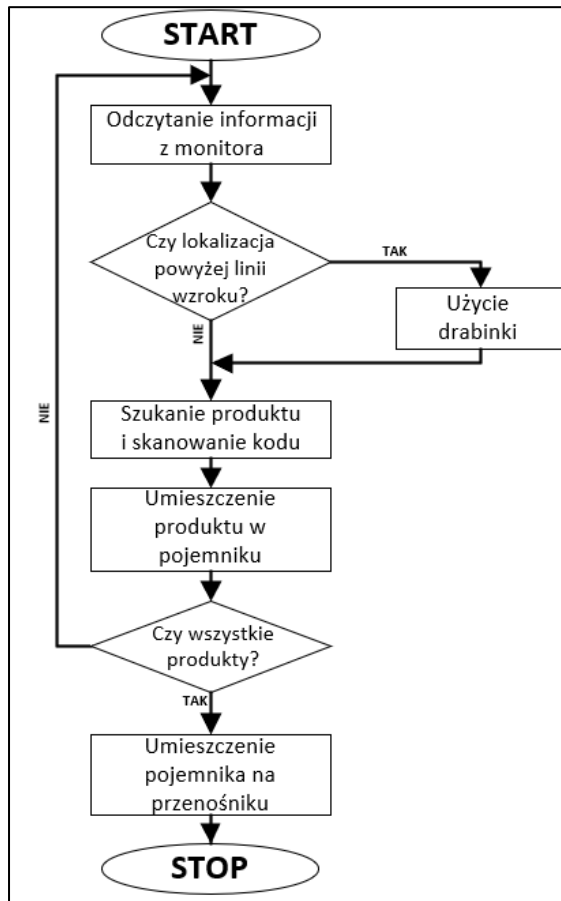 START
Odczytanie informacji
z monitora
Czy lokalizacja
powyżej linii
wzroku?
TAK
Użycie
drabinki
NIE
Szukanie produktu
i skanowanie kodu
Umieszczenie
produktu w
pojemniku
Czy wszystkie
produkty?
NIE
TAK
Umieszczenie
pojemnika na
przenośniku
STOP